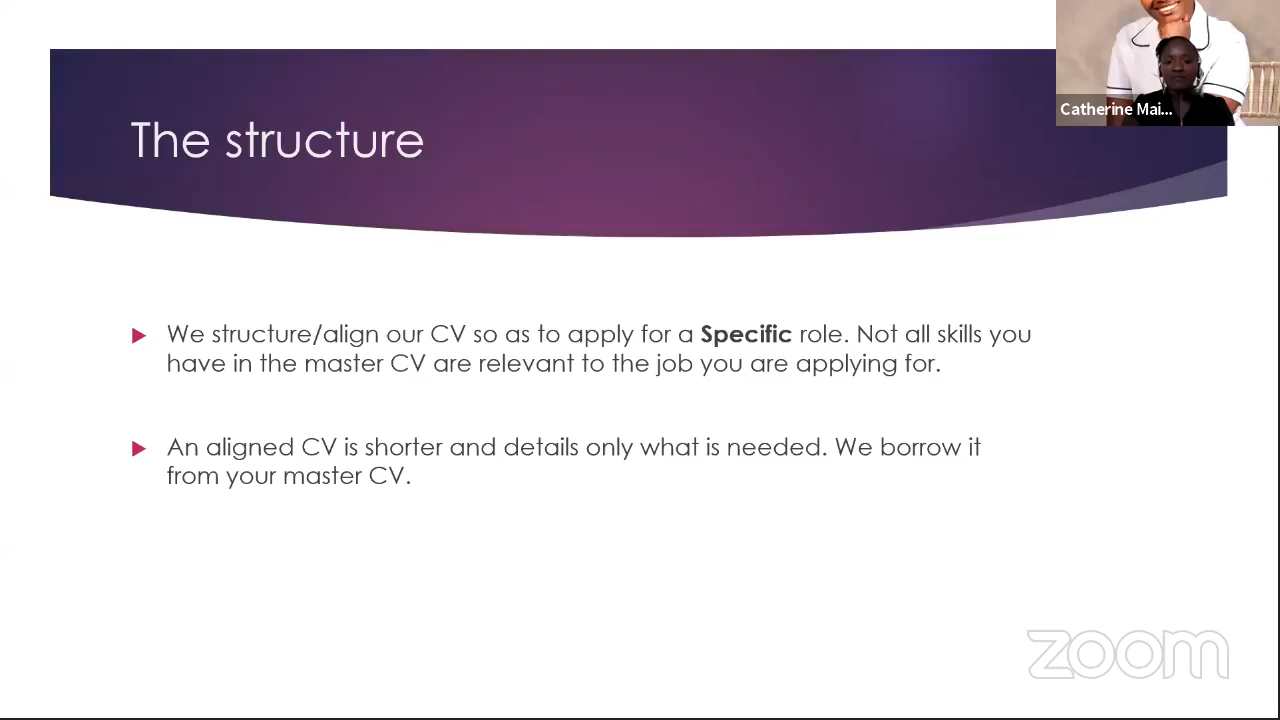 Catherine Mai...
The structure
We structure/align our CV so as to apply for a Specific role. Not all skills you
have in the master CV are relevant to the job you are applying for.
An aligned CV is shorter and details only what is needed. We borrow it
from your master CV.
zoom